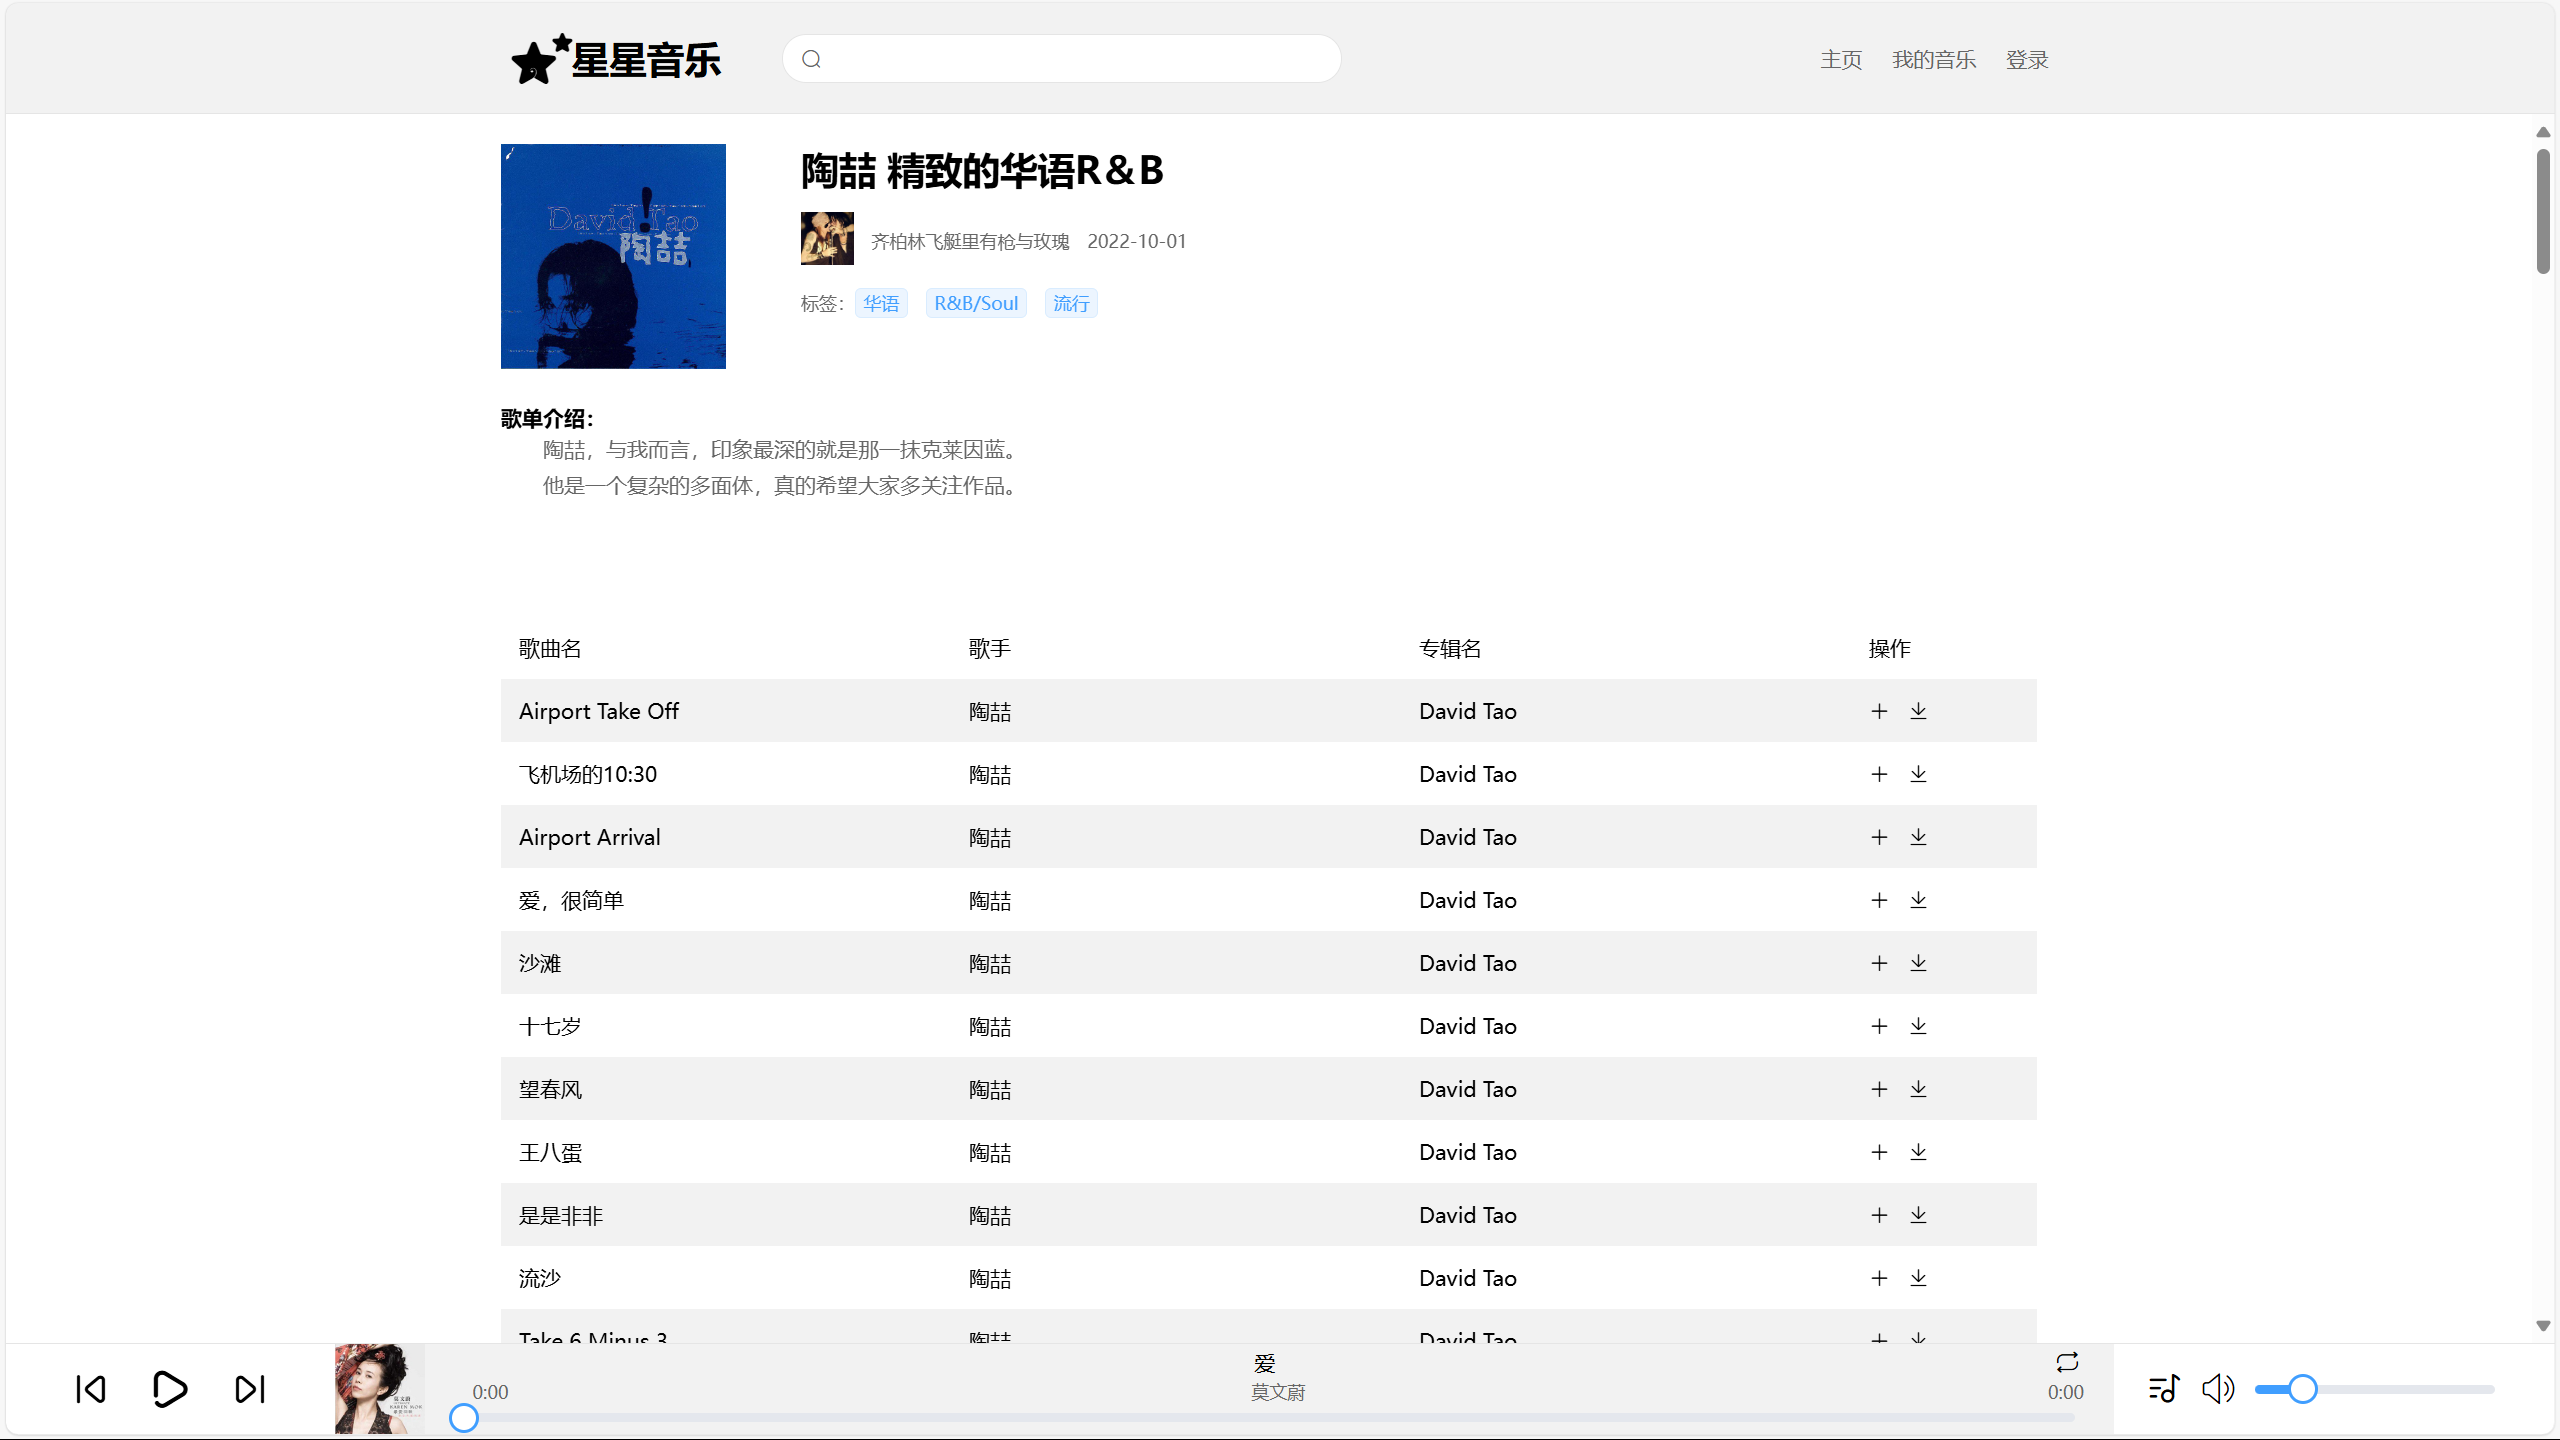 星星音乐
主页 我的音乐 登录
David Tao
陶喆
陶喆 精致的华语R&B
齐柏林飞艇里有枪与玫瑰 2022-10-01
标签： 华语 R&B/Soul 流行
歌单介绍：
陶喆，与我而言，印象最深的就是那一抹克莱因蓝。
他是一个复杂的多面体，真的希望大家多关注作品。
歌曲名 歌手 专辑名 操作
Airport Take Off 陶喆 David Tao
飞机场的10:30 陶喆 David Tao
Airport Arrival 陶喆 David Tao
爱，很简单 陶喆 David Tao
沙滩 陶喆 David Tao
十七岁 陶喆 David Tao
望春风 陶喆 David Tao
王八蛋 陶喆 David Tao
是是非非 陶喆 David Tao
流沙 陶喆 David Tao
Take 6 Minus 3 陶喆 David Tao
爱
0:00 莫文蔚 0:00
莫文蔚
KAREN MOK